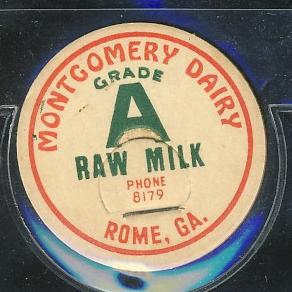 MONTGOMERY DAIRY
GRADE
A
RAW MILK
PHONE
8179
ROME, GA.